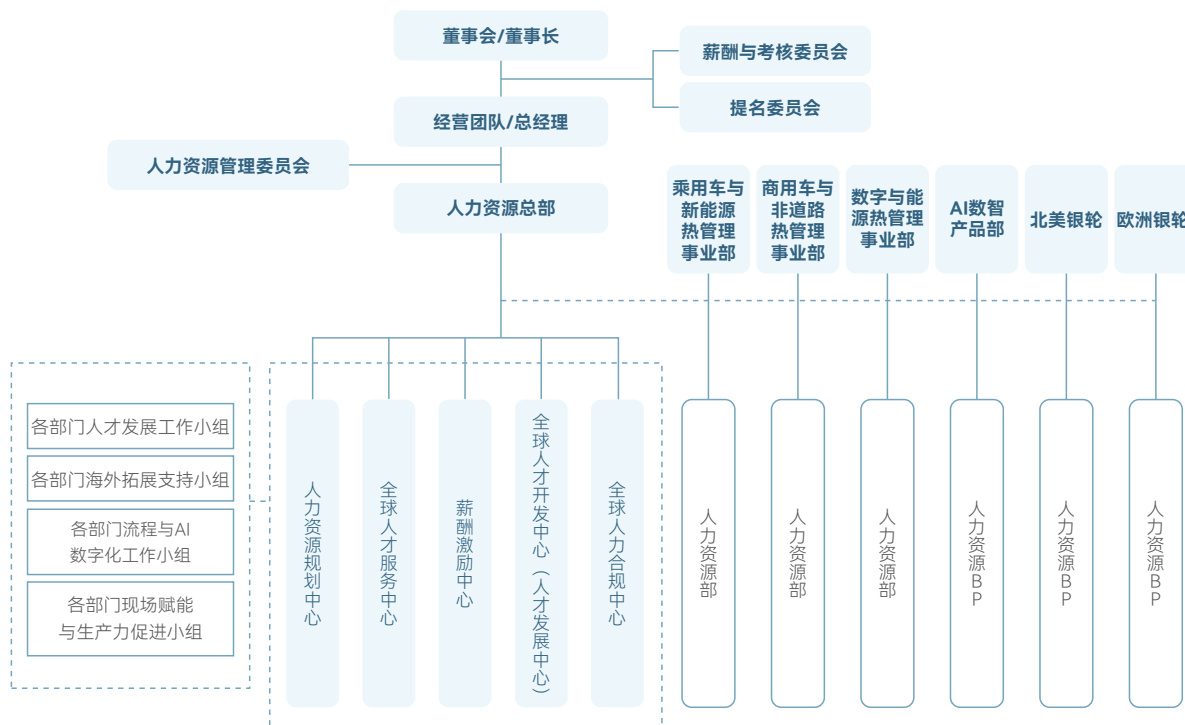 董事会/董事长
薪酬与考核委员会
提名委员会
经营团队/总经理
人力资源管理委员会
人力资源总部
乘用车与
新能源
热管理
事业部
商用车与
非道路
热管理
事业部
数字与能
源热管理
事业部
AI数智
产品部
北美银轮
欧洲银轮
各部门人才发展工作小组
各部门海外拓展支持小组
各部门流程与AI
数字化工作小组
各部门现场赋能
与生产力促进小组
人力资源规划中心
全球人才服务中心
薪酬激励中心
全球人才开发中心（人才发展中心）
全球人力合规中心
人力资源部
人力资源部
人力资源部
人力资源BP
人力资源BP
人力资源BP